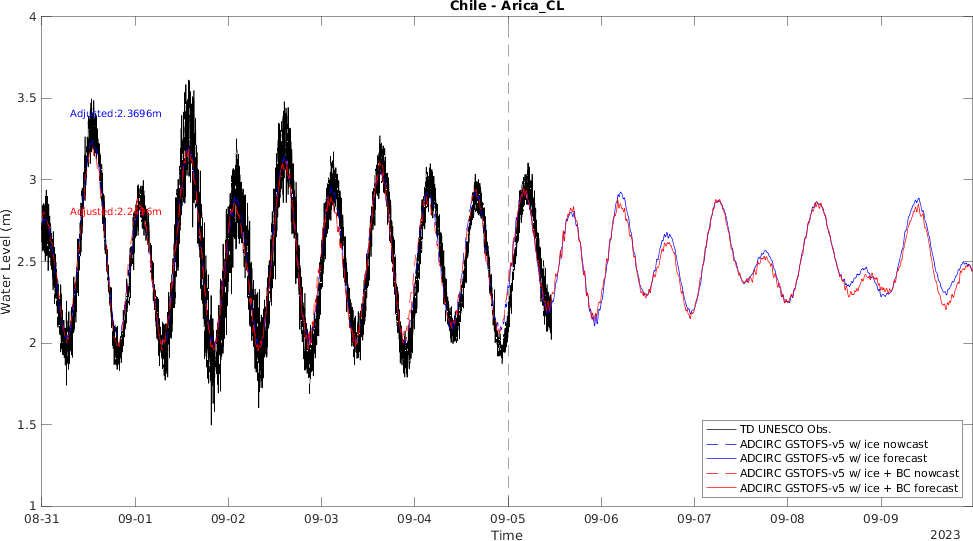 Chile - Arica_CL
4
3.5
3
2.5
2
1.5
1
Water Level (m)
Adjusted:2.3696m
08-31
09-01
09-02
09-03
09-04
09-05
09-06
09-07
09-08
09-09
Time
2023
TD UNESCO Obs.
ADCIRC GSTOFS-v5 w/ ice nowcast
ADCIRC GSTOFS-v5 w/ ice forecast
ADCIRC GSTOFS-v5 w/ ice + BC nowcast
ADCIRC GSTOFS-v5 w/ ice + BC forecast